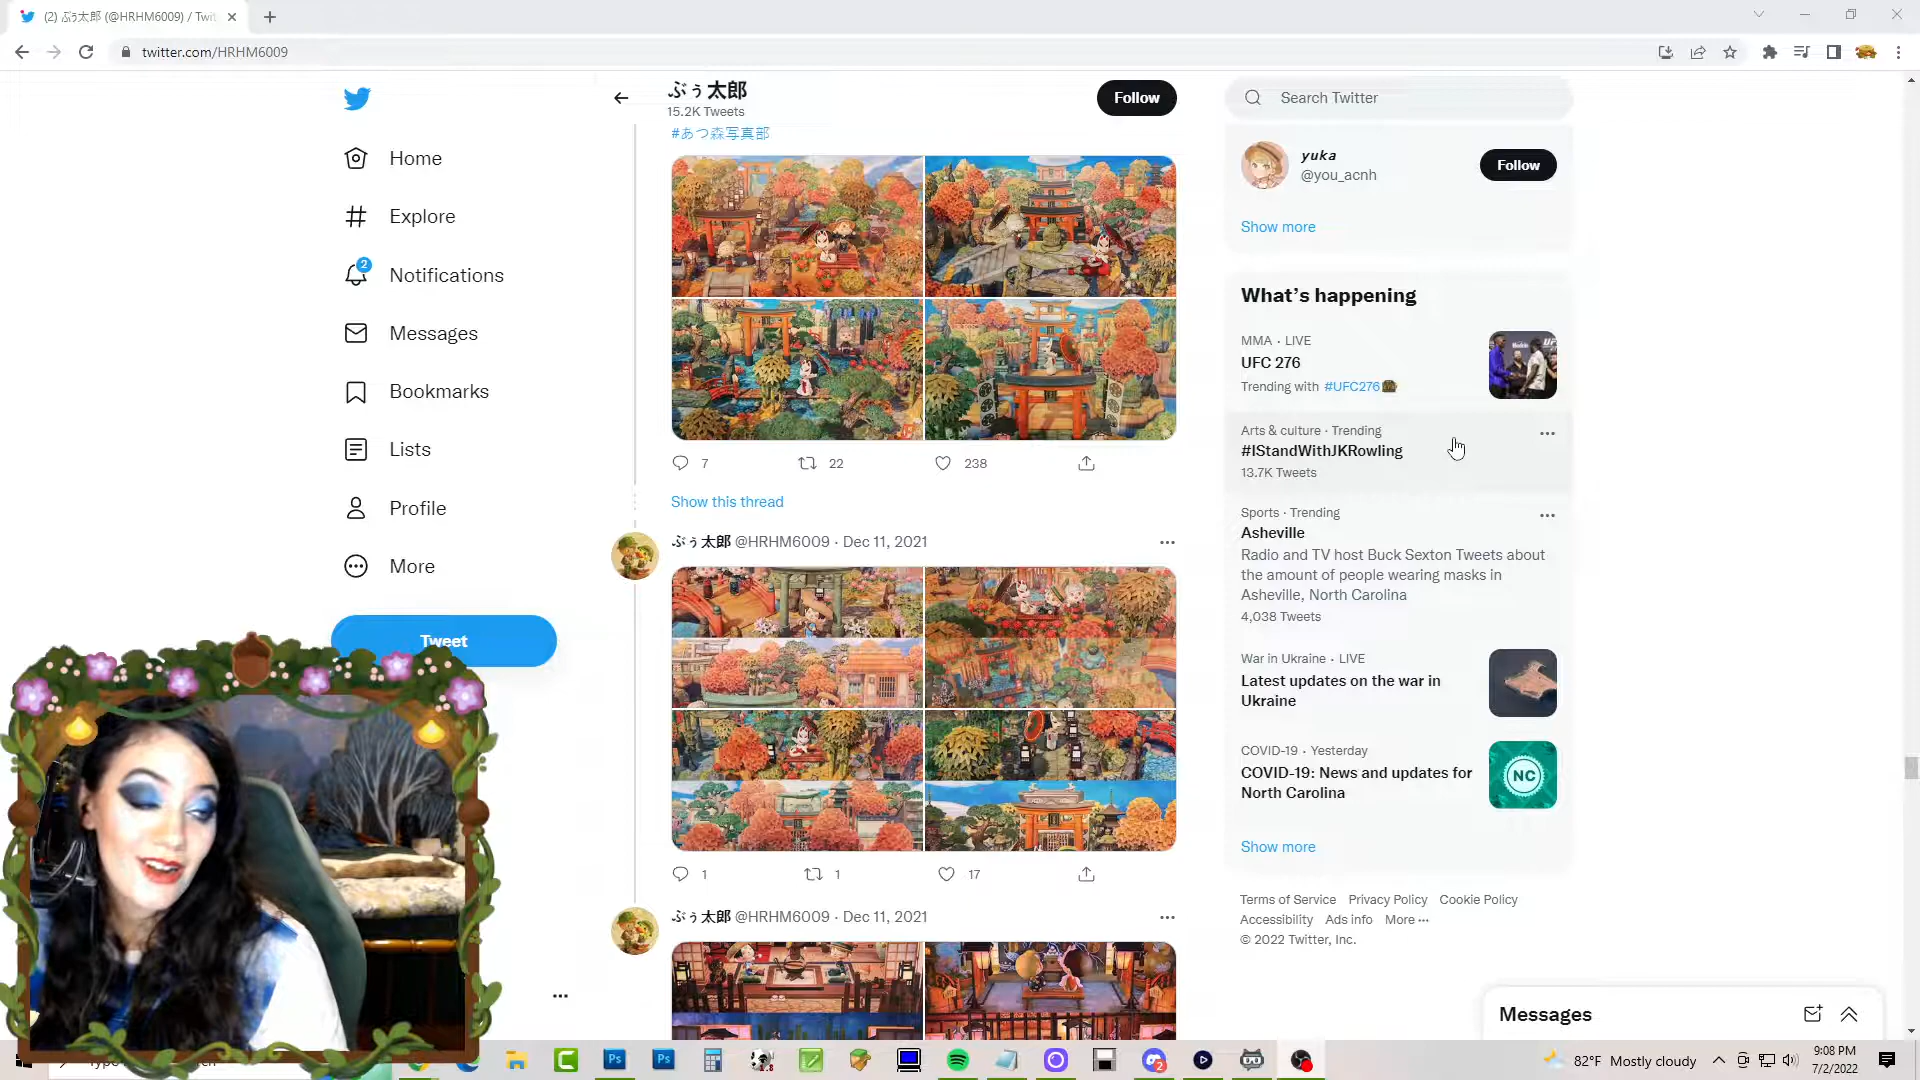 (2) ぶぅ太郎 (@HRHM6009) / Twit
twitter.com/HRHM6009
Home
Explore
2
Notifications
Messages
Bookmarks
Lists
Profile
More
Tweet
ぶぅ太郎
15.2K Tweets
Follow
#あつ森写真部
7 22 238
Show this thread
ぶぅ太郎 @HRHM6009 · Dec 11, 2021
1 1 17
ぶぅ太郎 @HRHM6009 · Dec 11, 2021
Search Twitter
yuka
@you_acnh
Follow
Show more
What's happening
MMA · LIVE
UFC 276
Trending with #UFC276
Arts & culture · Trending
#IStandWithJKRowling
13.7K Tweets
Sports · Trending
Asheville
Radio and TV host Buck Sexton Tweets about
the amount of people wearing masks in
Asheville, North Carolina
4,038 Tweets
War in Ukraine · LIVE
Latest updates on the war in
Ukraine
COVID-19 · Yesterday
COVID-19: News and updates for
North Carolina
NC
Show more
Terms of Service Privacy Policy Cookie Policy
Accessibility Ads info More ···
© 2022 Twitter, Inc.
Messages
Ps
Ps
2
82°F Mostly cloudy
9:08 PM
7/2/2022